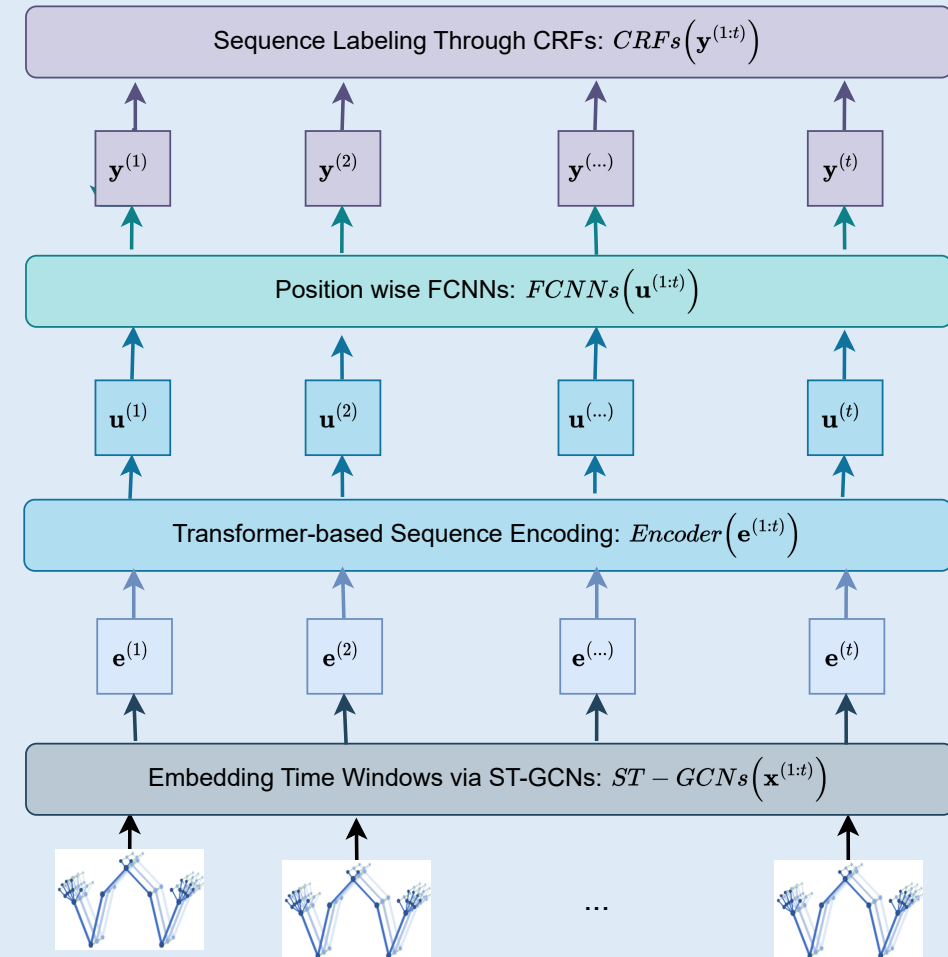 Sequence Labeling Through CRFs: CRFs(y^(1:t))
y^(1) y^(2) y^(...) y^(t)
Position wise FCNNs: FCNNs(u^(1:t))
u^(1) u^(2) u^(...) u^(t)
Transformer-based Sequence Encoding: Encoder(e^(1:t))
e^(1) e^(2) e^(...) e^(t)
Embedding Time Windows via ST-GCNs: ST − GCNs(x^(1:t))
...